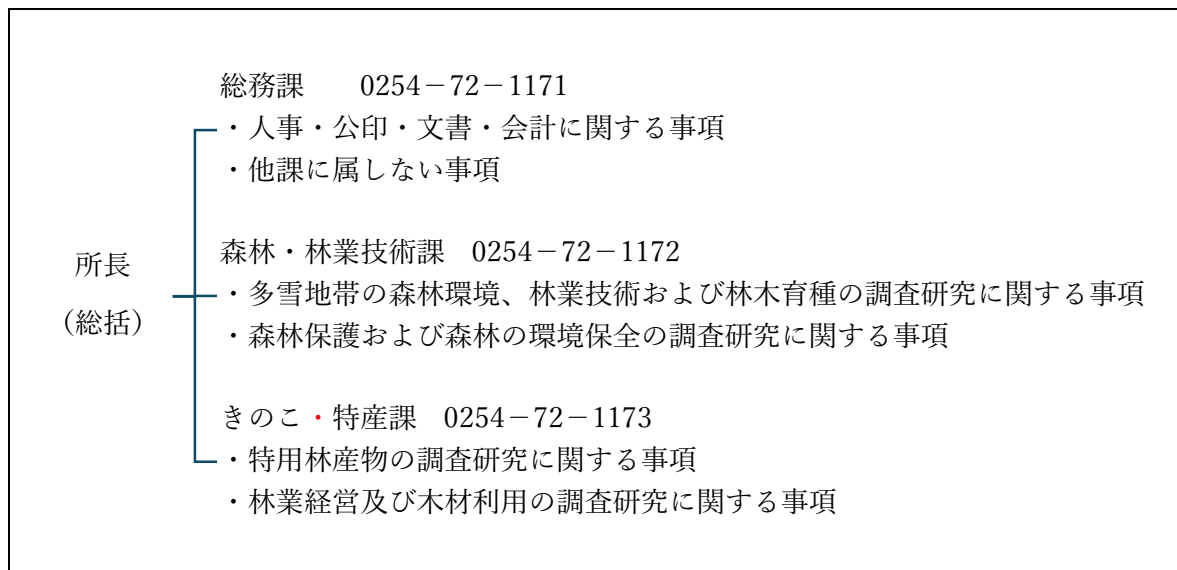 総務課　　0254－72－1171
・人事・公印・文書・会計に関する事項
・他課に属しない事項
所長
（総括）
森林・林業技術課　0254－72－1172
・多雪地帯の森林環境、林業技術および林木育種の調査研究に関する事項
・森林保護および森林の環境保全の調査研究に関する事項
きのこ・特産課　0254－72－1173
・特用林産物の調査研究に関する事項
・林業経営及び木材利用の調査研究に関する事項